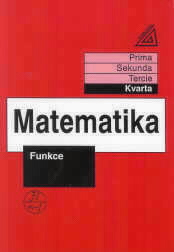 Prima
Sekunda
Tercie
Kvarta
Matematika
Funkce